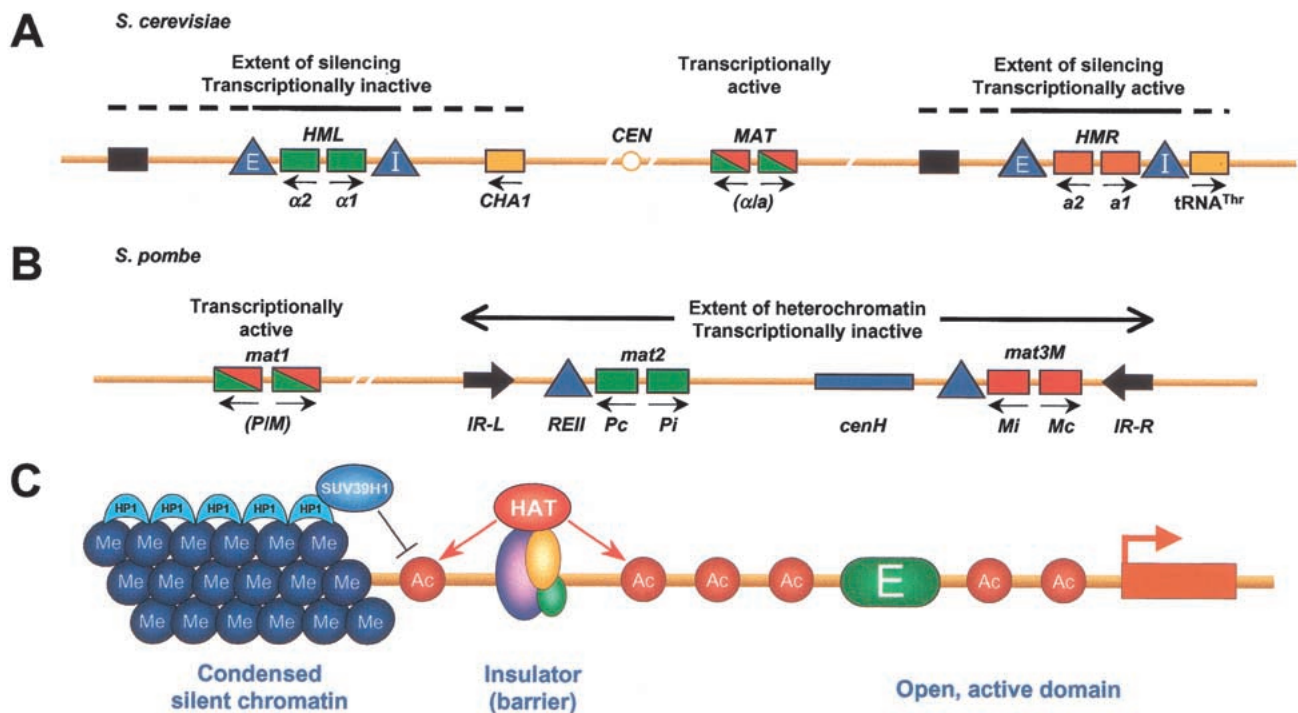 A
S. cerevisiae
Extent of silencing
Transcriptionally inactive
Transcriptionally
active
Extent of silencing
Transcriptionally active
HML
CEN
MAT
HMR
E
I
E
I
α2
α1
CHA1
(α/a)
a2
a1
tRNAThr
B
S. pombe
Transcriptionally
active
Extent of heterochromatin
Transcriptionally inactive
mat1
mat2
mat3M
(P/M)
IR-L
REII
Pc
Pi
cenH
Mi
Mc
IR-R
C
SUV39H1
HP1 HP1 HP1 HP1 HP1
HAT
Me Me Me Me Me Me
Me Me Me Me Me Me Me
Ac
Ac Ac Ac
E
Ac Ac
Me Me Me Me Me Me
Condensed
silent chromatin
Insulator
(barrier)
Open, active domain